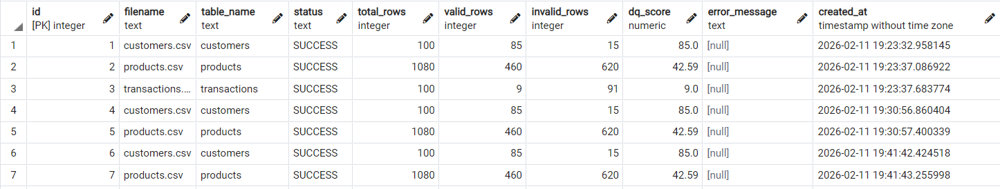 id filename table_name status total_rows valid_rows invalid_rows dq_score error_message created_at
[PK] integer text text text integer integer integer numeric text timestamp without time zone
1 1 customers.csv customers SUCCESS 100 85 15 85.0 [null] 2026-02-11 19:23:32.958145
2 2 products.csv products SUCCESS 1080 460 620 42.59 [null] 2026-02-11 19:23:37.086922
3 3 transactions.... transactions SUCCESS 100 9 91 9.0 [null] 2026-02-11 19:23:37.683774
4 4 customers.csv customers SUCCESS 100 85 15 85.0 [null] 2026-02-11 19:30:56.860404
5 5 products.csv products SUCCESS 1080 460 620 42.59 [null] 2026-02-11 19:30:57.400339
6 6 customers.csv customers SUCCESS 100 85 15 85.0 [null] 2026-02-11 19:41:42.424518
7 7 products.csv products SUCCESS 1080 460 620 42.59 [null] 2026-02-11 19:41:43.255998